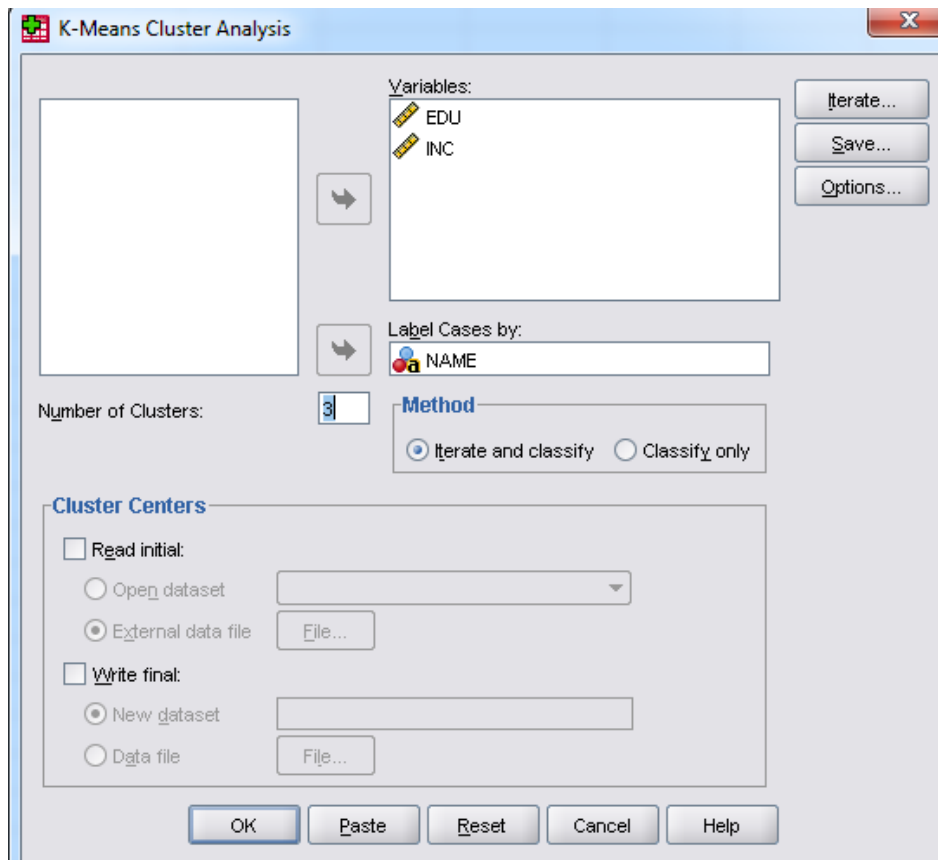 K-Means Cluster Analysis
Variables:
EDU
INC
Iterate...
Save...
Options...
Label Cases by:
NAME
Number of Clusters: 3
Method
Iterate and classify Classify only
Cluster Centers
Read initial:
Open dataset
External data file File...
Write final:
New dataset
Data file File...
OK Paste Reset Cancel Help